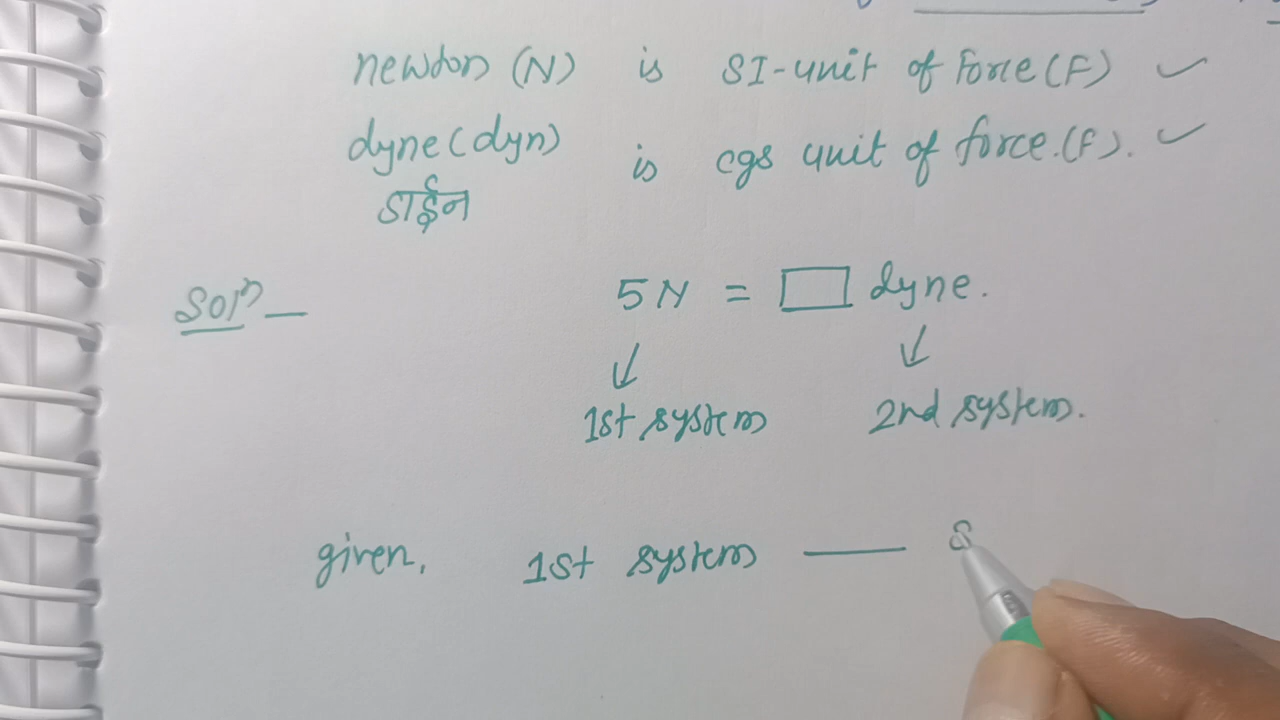 newton (N) is SI-unit of Force (F) ✓
dyne (dyn) is cgs unit of force. (F). ✓
डाईन
Solⁿ —
5N = □ dyne.
↓ ↓
1st system 2nd system.
given, 1st system —— S